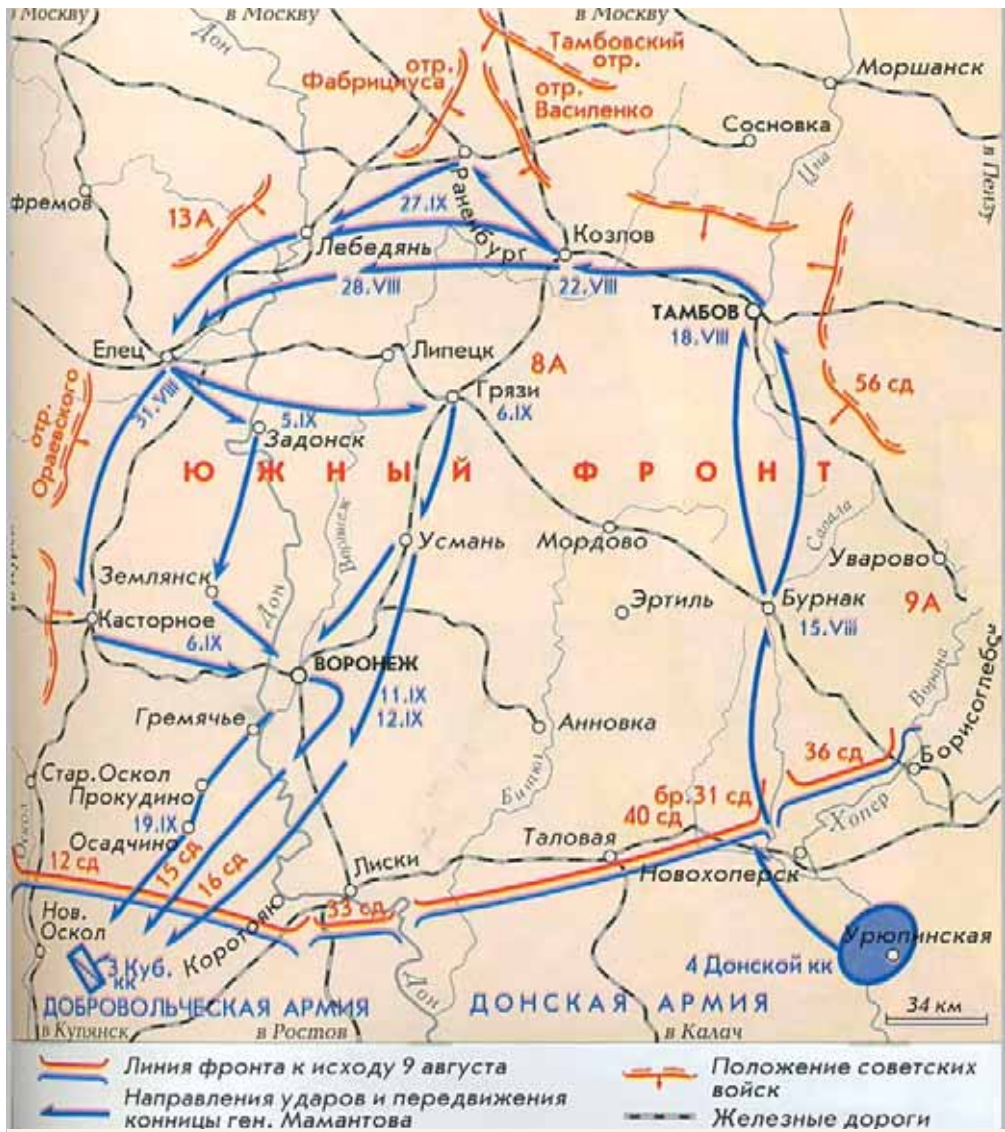 в Москву
в Москву
в Москву
Дон
Тамбовский
отр.
отр.
Фабрициуса
отр.
Василенко
Моршанск
Сосновка
Цна
в Пензу
фремов
13А
27.IX
Раненбург
Лебедянь
Козлов
28.VIII
22.VIII
ТАМБОВ
18.VIII
Елец
Липецк
8А
Грязи
6.IX
56 сд
31.VIII
5.IX
Задонск
отр.
Ораевского
ЮЖНЫЙ ФРОНТ
Воронеж
Усмань
Мордово
Савала
Уварово
Землянск
Дон
Эртиль
Бурнак
15.Viii
9А
Касторное
6.IX
ВОРОНЕЖ
11.IX
12.IX
Ворона
Борисоглебск
Гремячье
Анновка
Битюг
36 сд
Стар.Оскол
Прокудино
19.IX
Осадчино
Оскол
бр.31 сд
40 сд
Хопер
12 сд
15 сд
16 сд
Лиски
Таловая
Новохоперск
33 сд
Нов.
Оскол
Коротояю
Урюпинская
3 Куб.
кк
4 Донской кк
Дон
ДОБРОВОЛЬЧЕСКАЯ АРМИЯ
ДОНСКАЯ АРМИЯ
34 км
в Купянск
в Ростов
в Калач
Линия фронта к исходу 9 августа
Направления ударов и передвижения
конницы ген. Мамантова
Положение советских
войск
Железные дороги